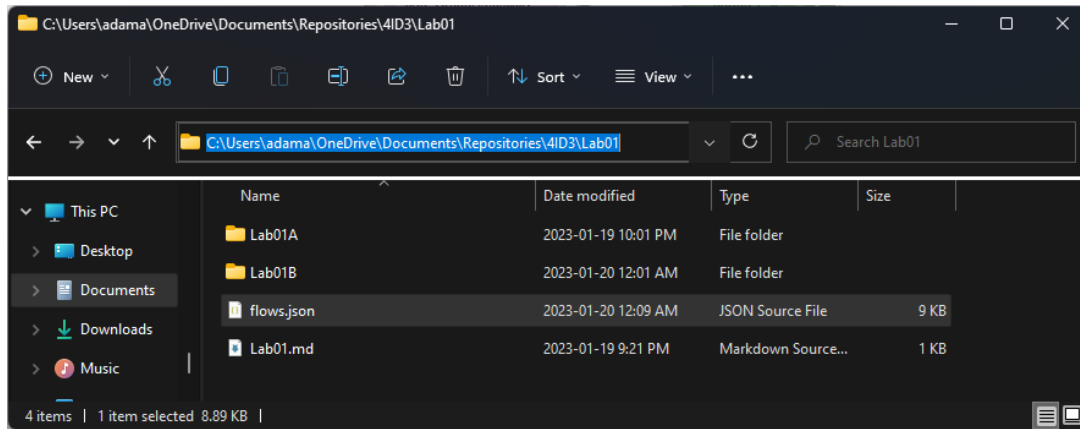 C:\Users\adama\OneDrive\Documents\Repositories\4ID3\Lab01
New Sort View
C:\Users\adama\OneDrive\Documents\Repositories\4ID3\Lab01 Search Lab01
Name Date modified Type Size
This PC
Lab01A 2023-01-19 10:01 PM File folder
Desktop
Lab01B 2023-01-20 12:01 AM File folder
Documents
flows.json 2023-01-20 12:09 AM JSON Source File 9 KB
Downloads
Lab01.md 2023-01-19 9:21 PM Markdown Source... 1 KB
Music
4 items | 1 item selected 8.89 KB |